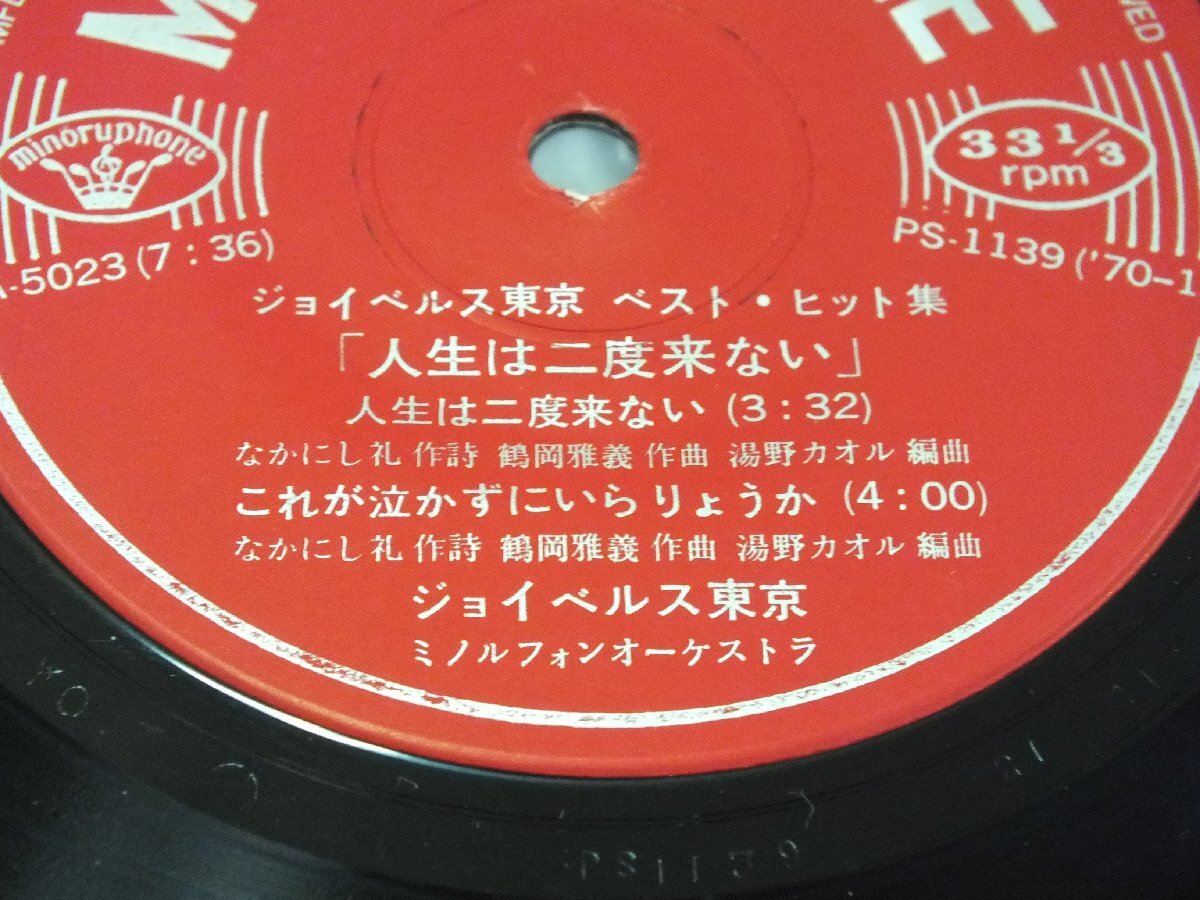 minoruphone
33 1/3
rpm
-5023 (7:36)
PS-1139 ('70-1
ジョイベルス東京 ベスト・ヒット集
「人生は二度来ない」
人生は二度来ない (3:32)
なかにし礼 作詩 鶴岡雅義 作曲 湯野カオル 編曲
これが泣かずにいらりょうか (4:00)
なかにし礼 作詩 鶴岡雅義 作曲 湯野カオル 編曲
ジョイベルス東京
ミノルフォンオーケストラ